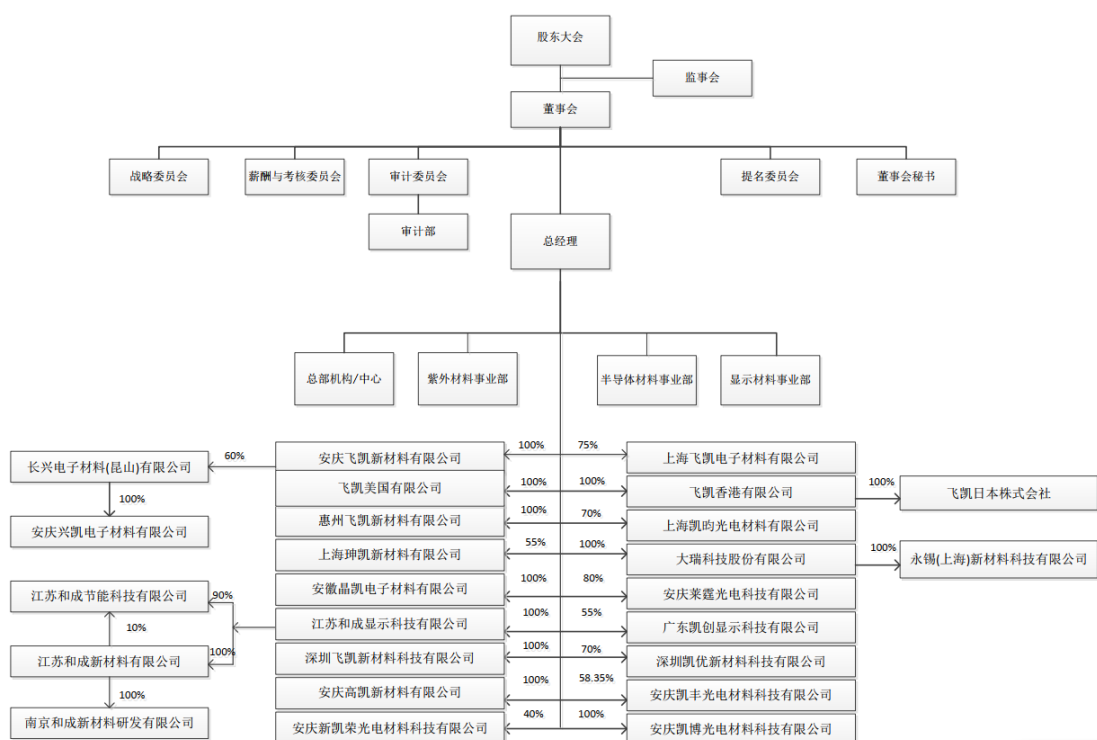 股东大会
监事会
董事会
战略委员会
薪酬与考核委员会
审计委员会
提名委员会
董事会秘书
审计部
总经理
总部机构/中心
紫外材料事业部
半导体材料事业部
显示材料事业部
长兴电子材料(昆山)有限公司
60%
安庆飞凯新材料有限公司
100%
75%
上海飞凯电子材料有限公司
飞凯美国有限公司
100%
100%
飞凯香港有限公司
100%
飞凯日本株式会社
100%
安庆兴凯电子材料有限公司
惠州飞凯新材料有限公司
100%
70%
上海凯昀光电材料有限公司
上海珅凯新材料有限公司
55%
100%
大瑞科技股份有限公司
100%
永锡(上海)新材料科技有限公司
江苏和成节能科技有限公司
90%
安徽晶凯电子材料有限公司
100%
80%
安庆莱霆光电科技有限公司
10%
江苏和成显示科技有限公司
100%
55%
广东凯创显示科技有限公司
江苏和成新材料有限公司
100%
深圳飞凯新材料科技有限公司
100%
70%
深圳凯优新材料科技有限公司
100%
安庆高凯新材料有限公司
100%
58.35%
安庆凯丰光电材料科技有限公司
南京和成新材料研发有限公司
安庆新凯荣光电材料科技有限公司
40%
100%
安庆凯博光电材料科技有限公司